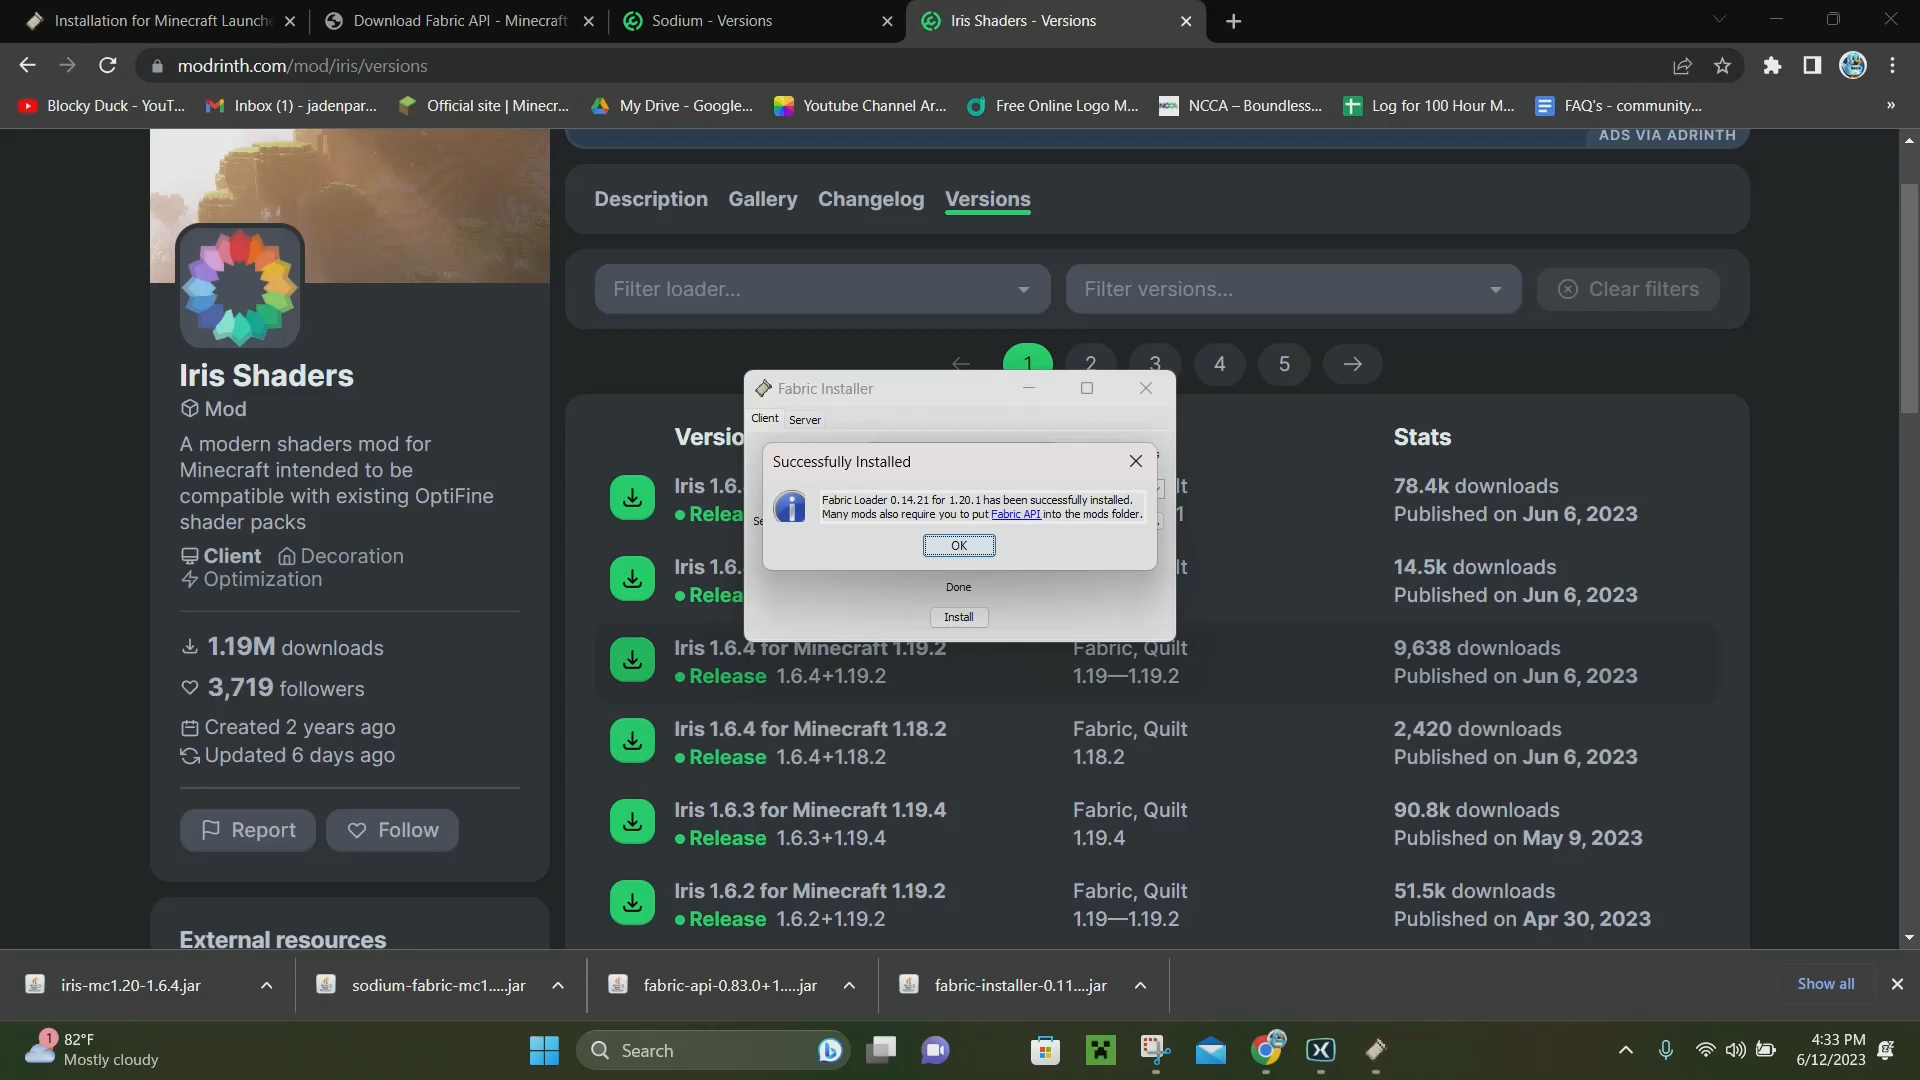 Installation for Minecraft Launche
Download Fabric API - Minecraft
Sodium - Versions
Iris Shaders - Versions
modrinth.com/mod/iris/versions
Blocky Duck - YouT...
Inbox (1) - jadenpar...
Official site | Minecr...
My Drive - Google...
Youtube Channel Ar...
Free Online Logo M...
NCCA – Boundless...
Log for 100 Hour M...
FAQ's - community...
»
ADS VIA ADRINTH
Description Gallery Changelog Versions
Filter loader...
Filter versions...
Clear filters
1 2 3 4 5
Iris Shaders
Mod
A modern shaders mod for
Minecraft intended to be
compatible with existing OptiFine
shader packs
Client Decoration
Optimization
1.19M downloads
3,719 followers
Created 2 years ago
Updated 6 days ago
Report
Follow
External resources
Fabric Installer
Client Server
Successfully Installed
Fabric Loader 0.14.21 for 1.20.1 has been successfully installed.
Many mods also require you to put Fabric API into the mods folder.
OK
Done
Install
Versio
Stats
Iris 1.6.
Relea
78.4k downloads
Published on Jun 6, 2023
Iris 1.6.
Relea
14.5k downloads
Published on Jun 6, 2023
Iris 1.6.4 for Minecraft 1.19.2
Release 1.6.4+1.19.2
Fabric, Quilt
1.19—1.19.2
9,638 downloads
Published on Jun 6, 2023
Iris 1.6.4 for Minecraft 1.18.2
Release 1.6.4+1.18.2
Fabric, Quilt
1.18.2
2,420 downloads
Published on Jun 6, 2023
Iris 1.6.3 for Minecraft 1.19.4
Release 1.6.3+1.19.4
Fabric, Quilt
1.19.4
90.8k downloads
Published on May 9, 2023
Iris 1.6.2 for Minecraft 1.19.2
Release 1.6.2+1.19.2
Fabric, Quilt
1.19—1.19.2
51.5k downloads
Published on Apr 30, 2023
iris-mc1.20-1.6.4.jar
sodium-fabric-mc1.....jar
fabric-api-0.83.0+1.....jar
fabric-installer-0.11....jar
Show all
1
82°F
Mostly cloudy
Search
4:33 PM
6/12/2023